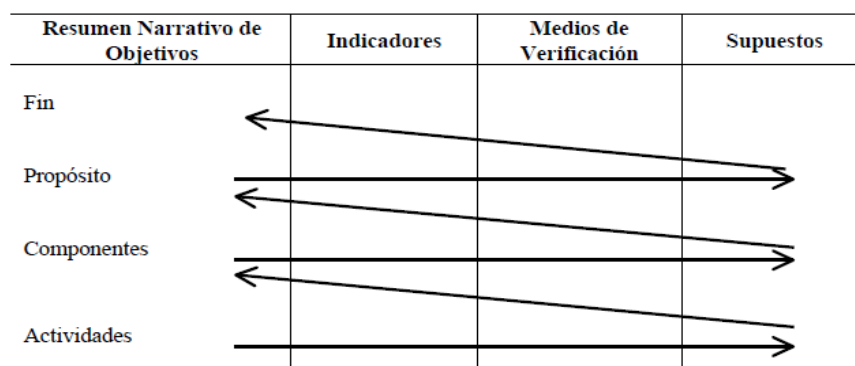 Resumen Narrativo de
Objetivos
Indicadores
Medios de
Verificación
Supuestos
Fin
Propósito
Componentes
Actividades